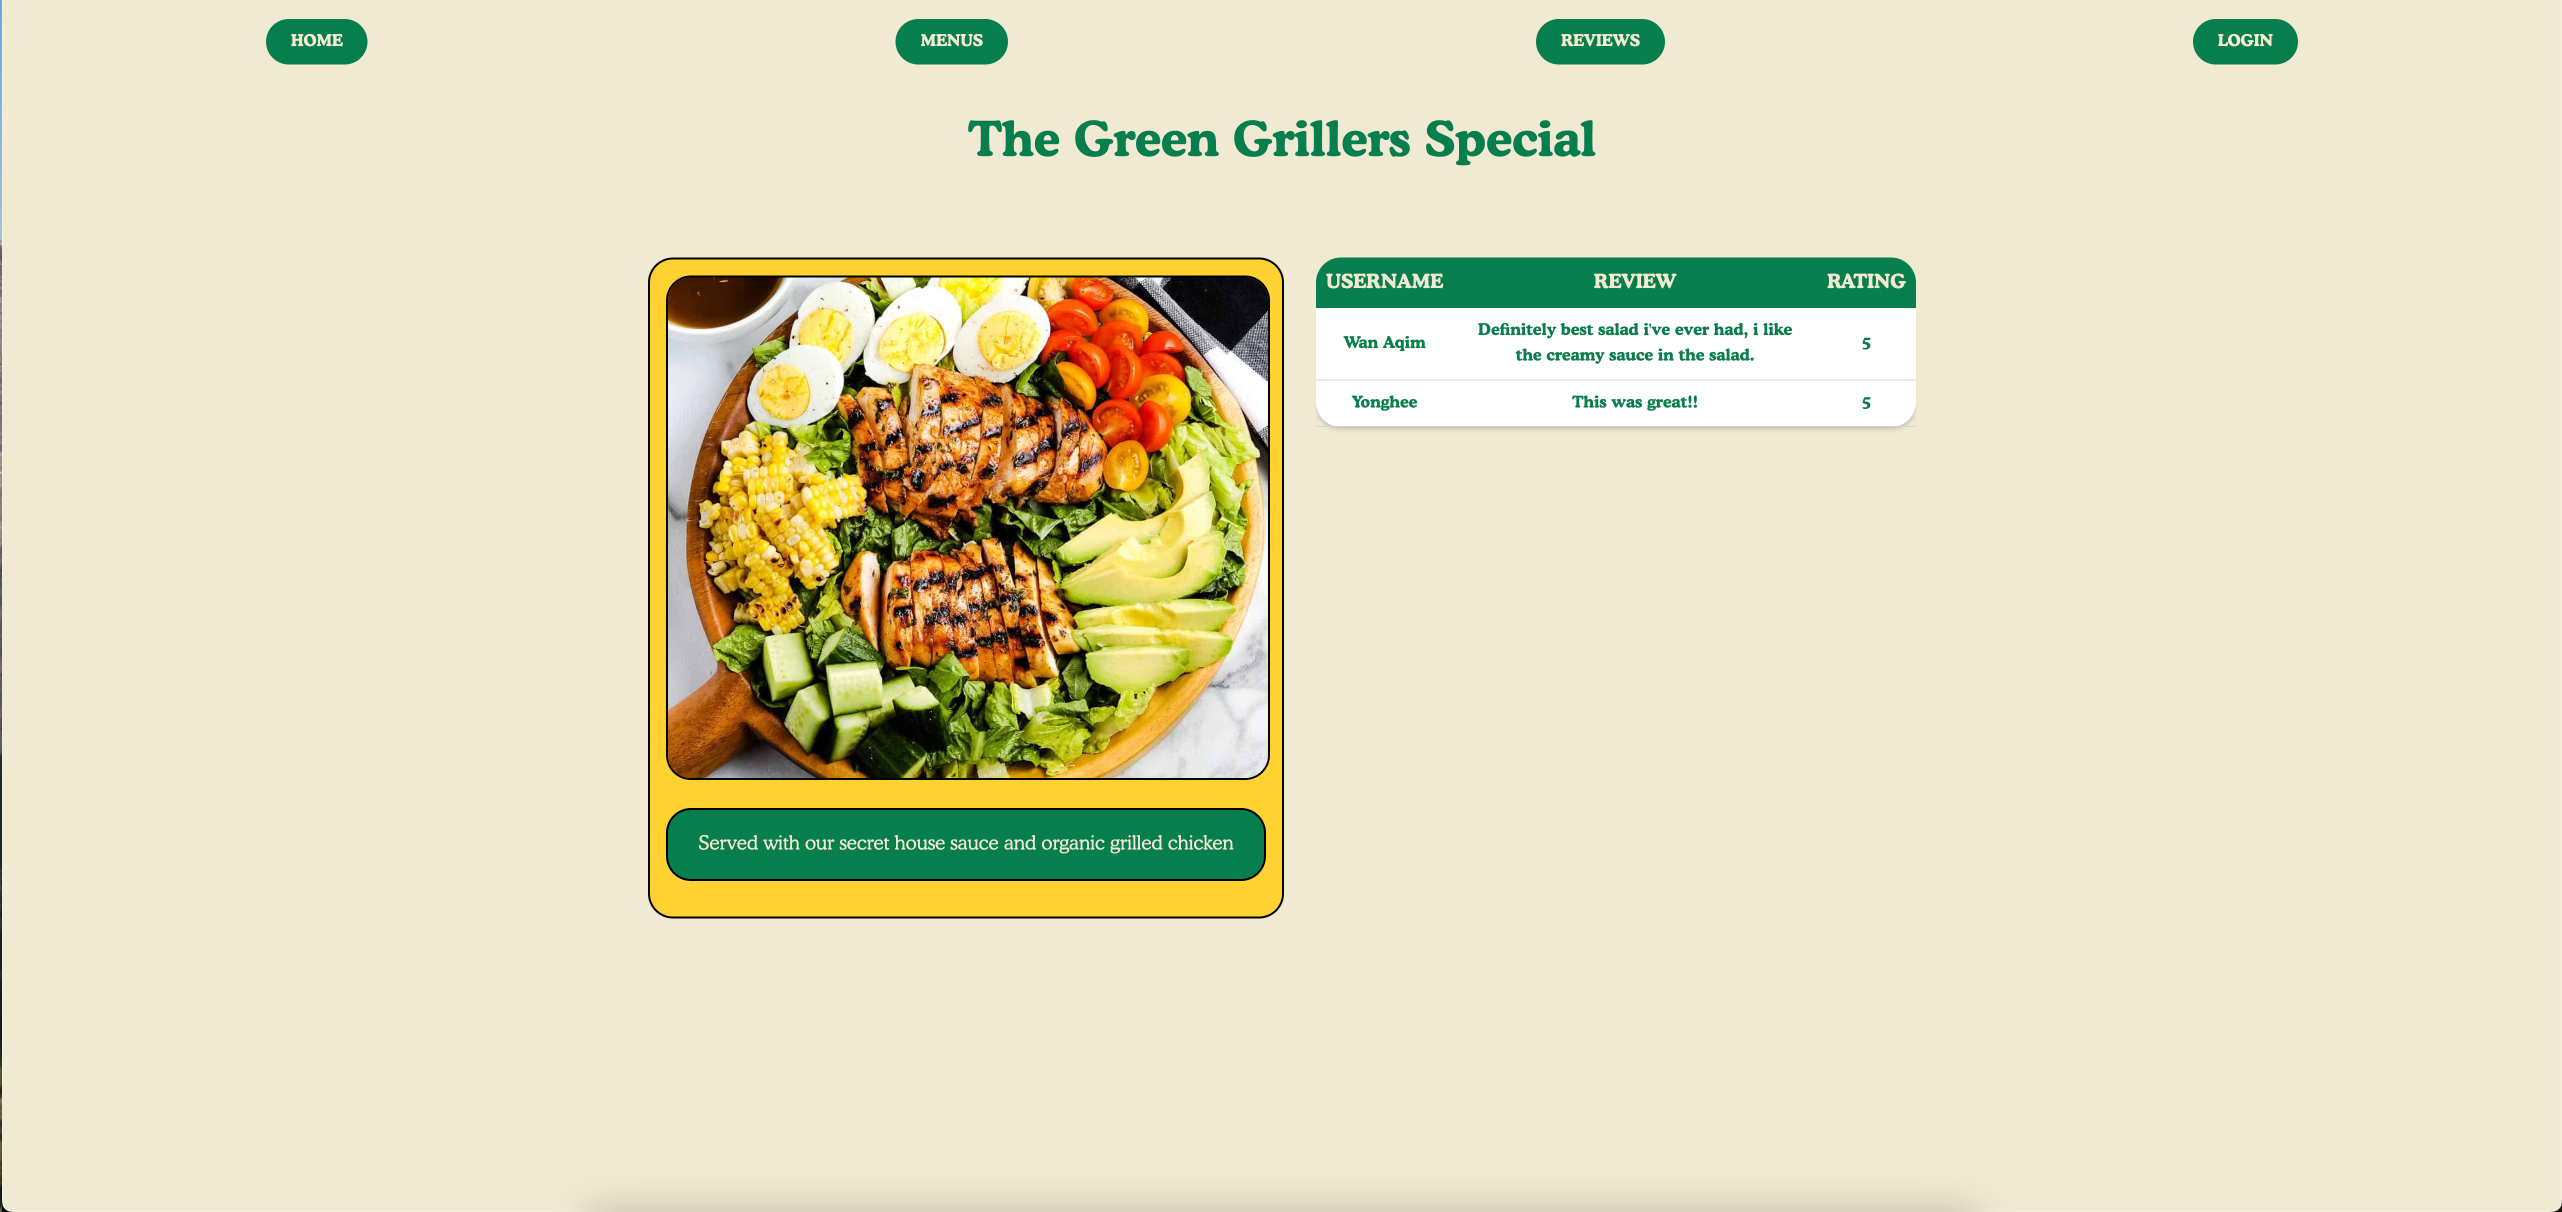 HOME
MENUS
REVIEWS
LOGIN
The Green Grillers Special
USERNAME REVIEW RATING
Wan Aqim Definitely best salad i've ever had, i like the creamy sauce in the salad. 5
Yonghee This was great!! 5
Served with our secret house sauce and organic grilled chicken